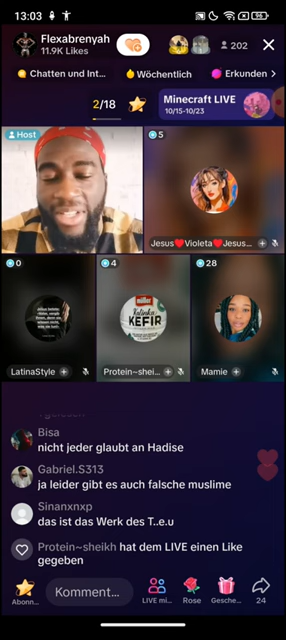 13:03
96
Flexabrenyah
11.9K Likes
202
Chatten und Int...
Wöchentlich
Erkunden
2/18
Minecraft LIVE
10/15-10/23
Host
5
Jesus❤️Violeta❤️Jesus...
0
4
28
müller
Kalinka
KEFIR
LatinaStyle
Protein~shei...
Mamie
Bisa
nicht jeder glaubt an Hadise
Gabriel.S313
ja leider gibt es auch falsche muslime
Sinanxnxp
das ist das Werk des T..e.u
Protein~sheikh hat dem LIVE einen Like
gegeben
Abonn...
Komment...
LIVE mi...
Rose
Gesche...
24